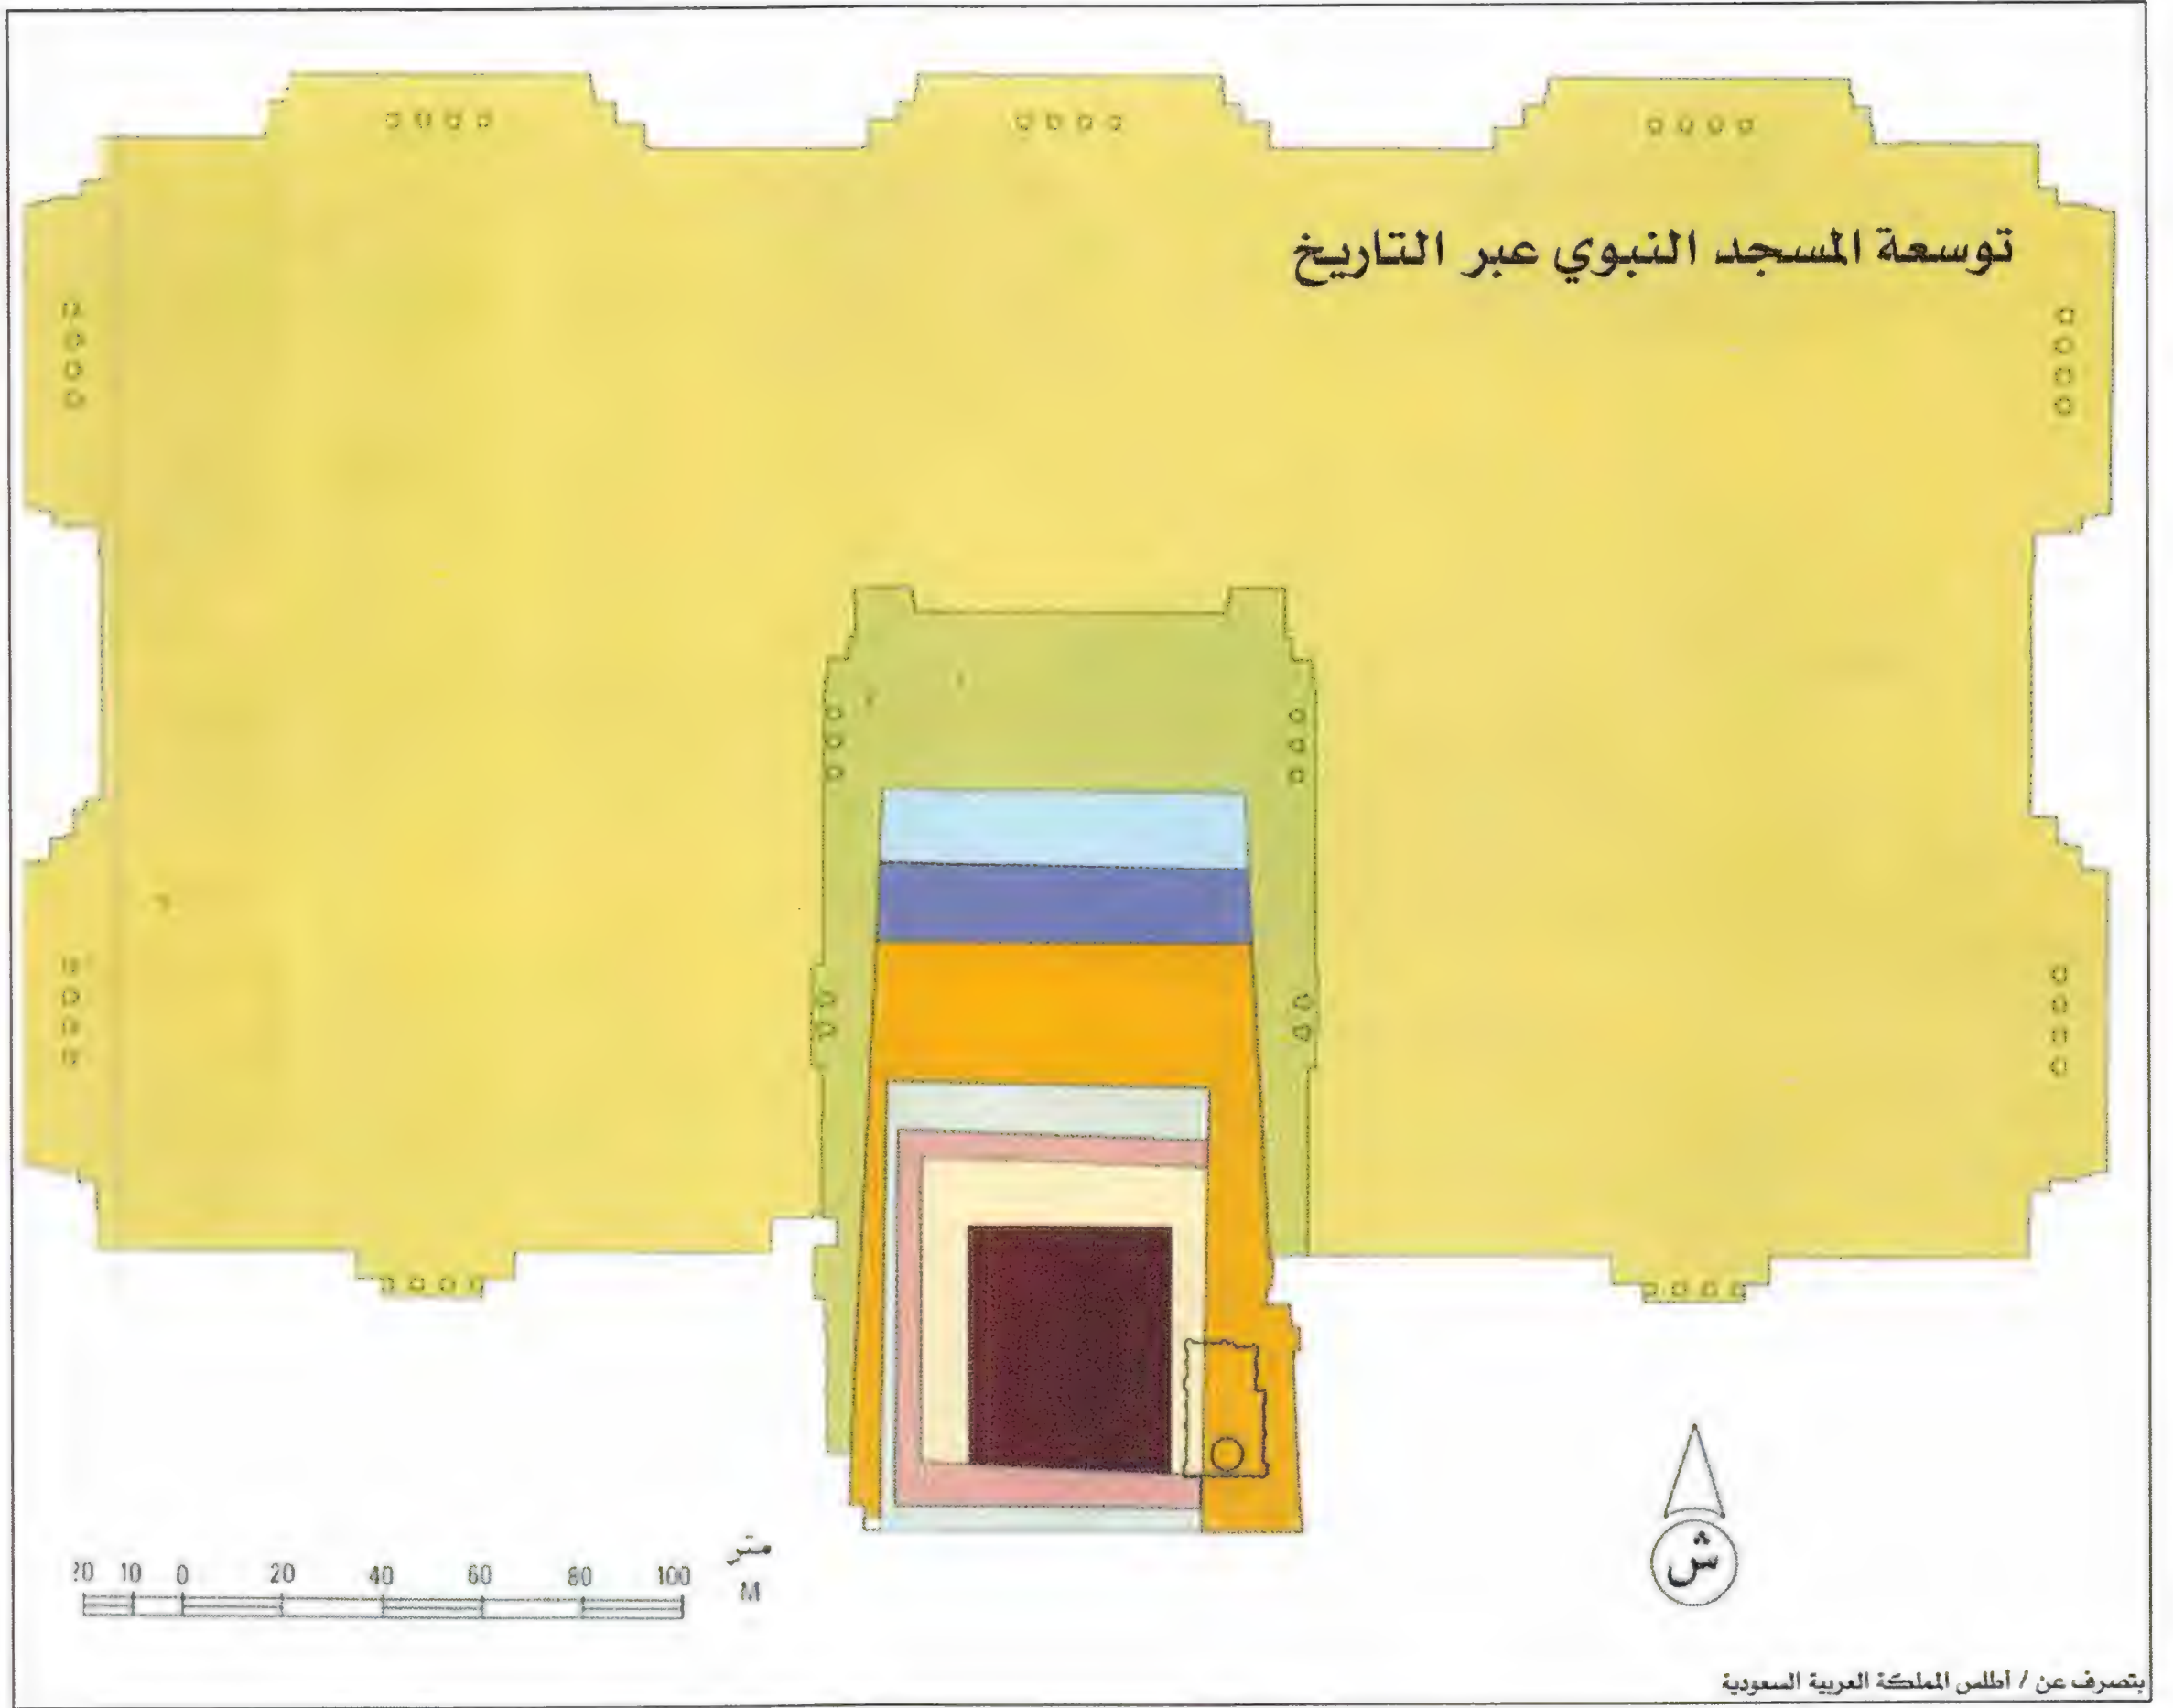 توسعة المسجد النبوي عبر التاريخ
متر
20 10 0 20 40 60 80 100
M
ش
بتصرف عن / أطلس المملكة العربية السعودية